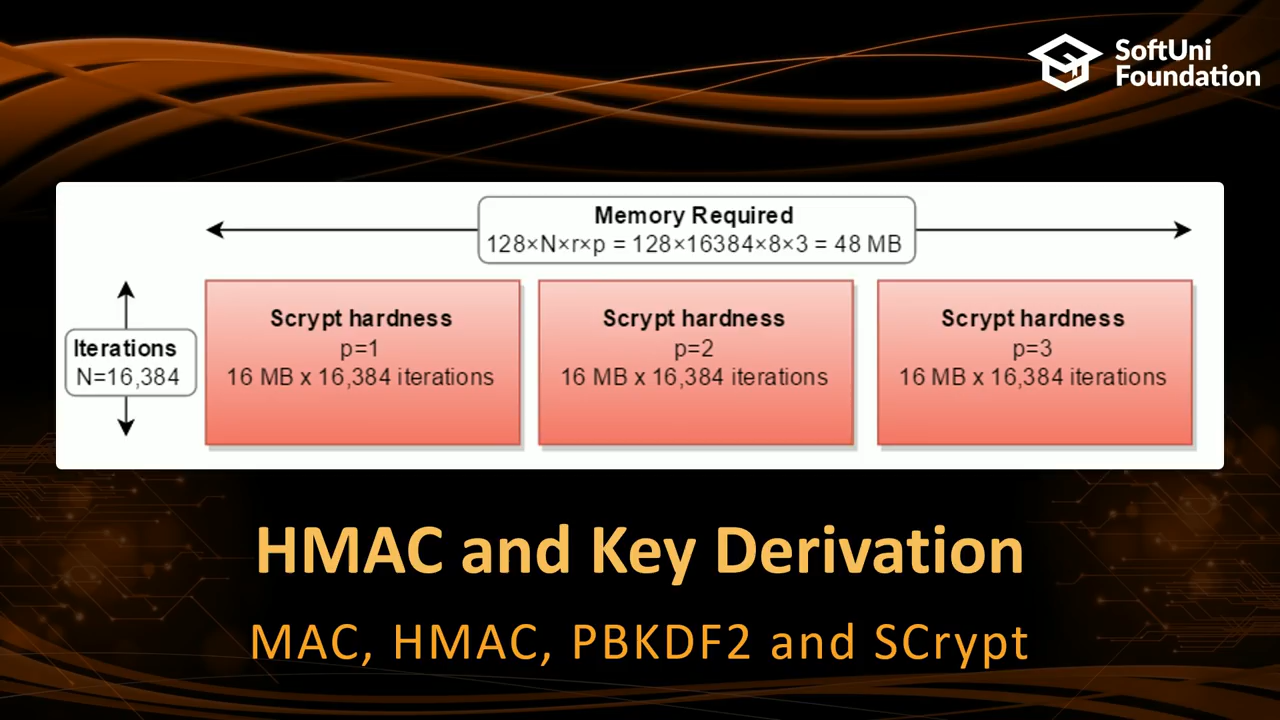 SoftUni
Foundation
Memory Required
128×N×r×p = 128×16384×8×3 = 48 MB
Iterations
N=16,384
Scrypt hardness
p=1
16 MB x 16,384 iterations
Scrypt hardness
p=2
16 MB x 16,384 iterations
Scrypt hardness
p=3
16 MB x 16,384 iterations
HMAC and Key Derivation
MAC, HMAC, PBKDF2 and SCrypt